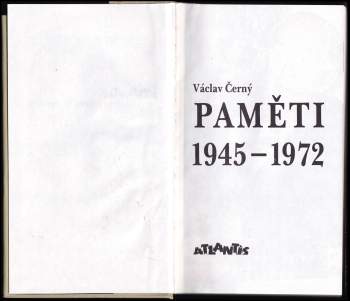 Václav Černý
PAMĚTI
1945 – 1972
ATLANTIS